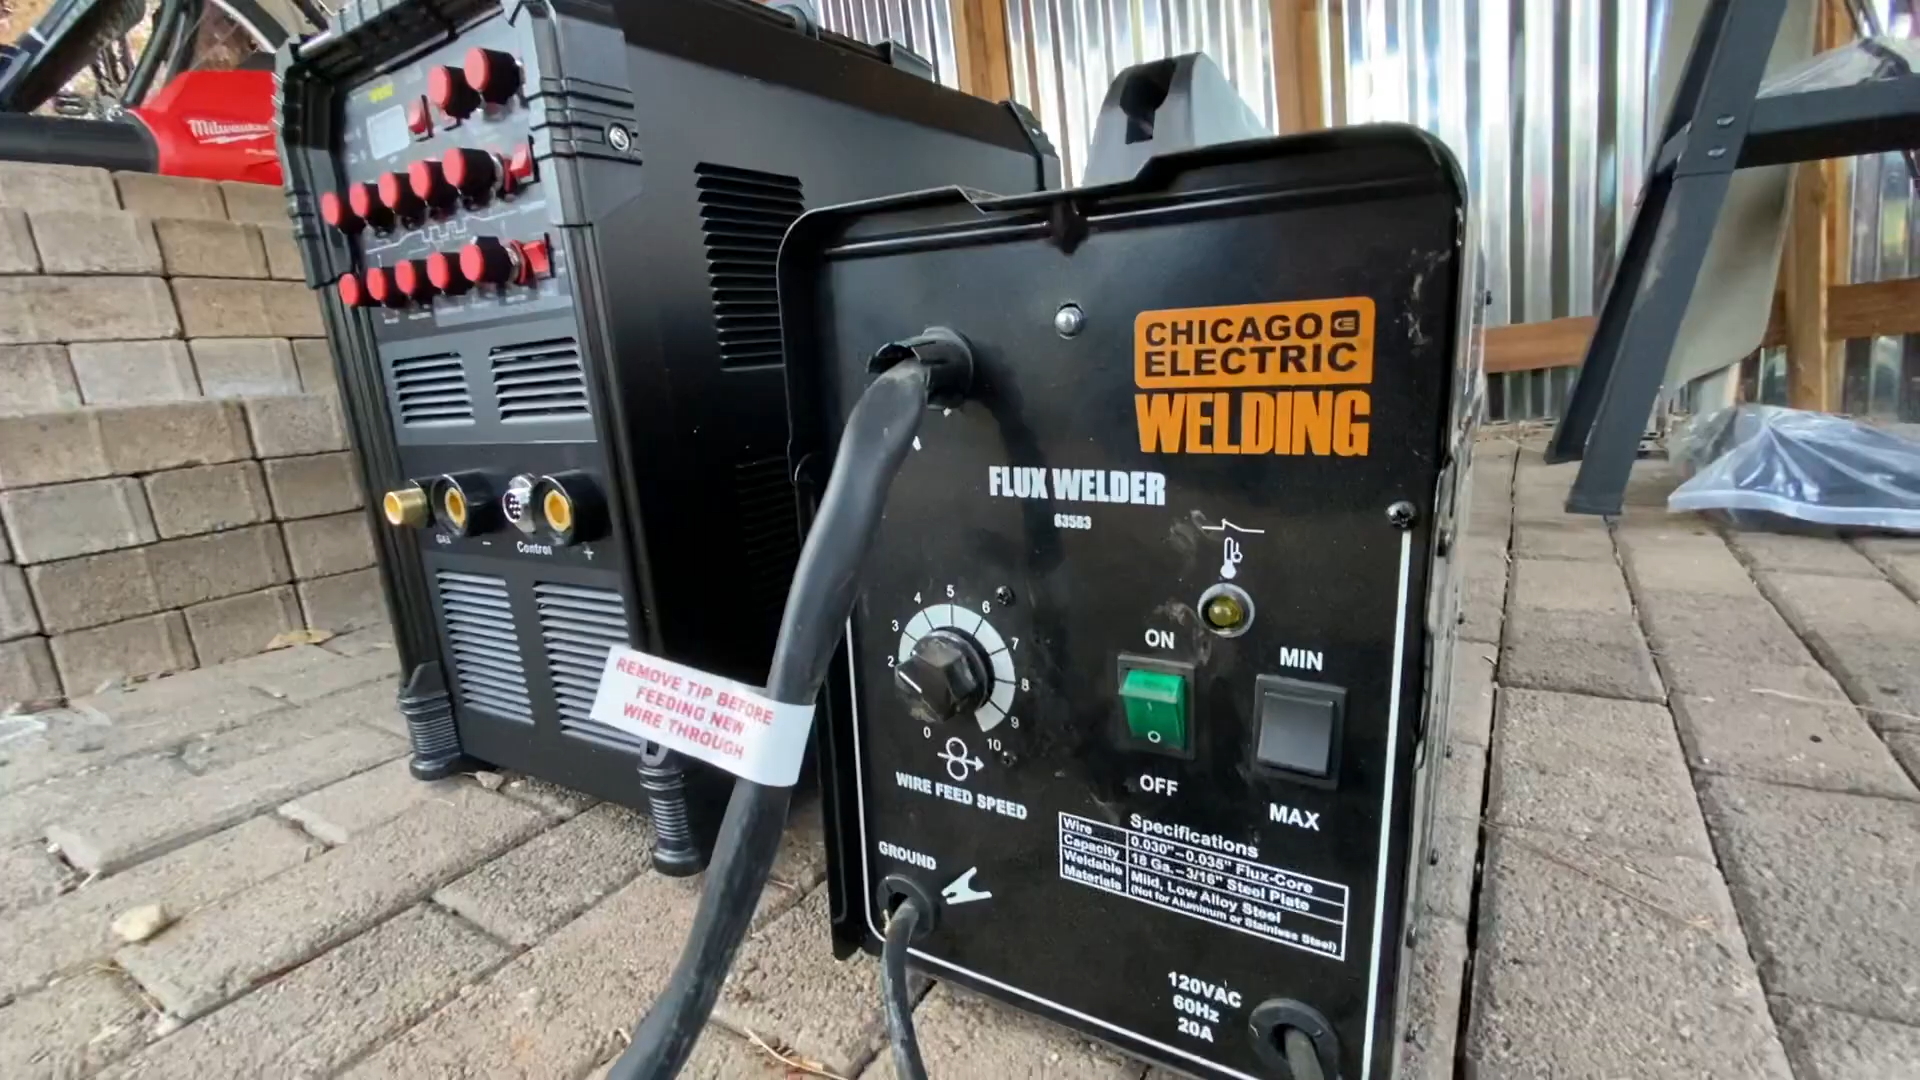 Milwaukee
GAS
-
Control
+
CHICAGO
ELECTRIC
WELDING
FLUX WELDER
63583
REMOVE TIP BEFORE
FEEDING NEW
WIRE THROUGH
0
2
3
4
5
6
7
8
9
10
WIRE FEED SPEED
ON
OFF
MIN
MAX
GROUND
Specifications
Wire Capacity 0.030" - 0.035" Flux-Core
Weldable Materials 18 Ga. - 3/16" Steel Plate
Mild, Low Alloy Steel
(Not for Aluminum or Stainless Steel)
120VAC
60Hz
20A